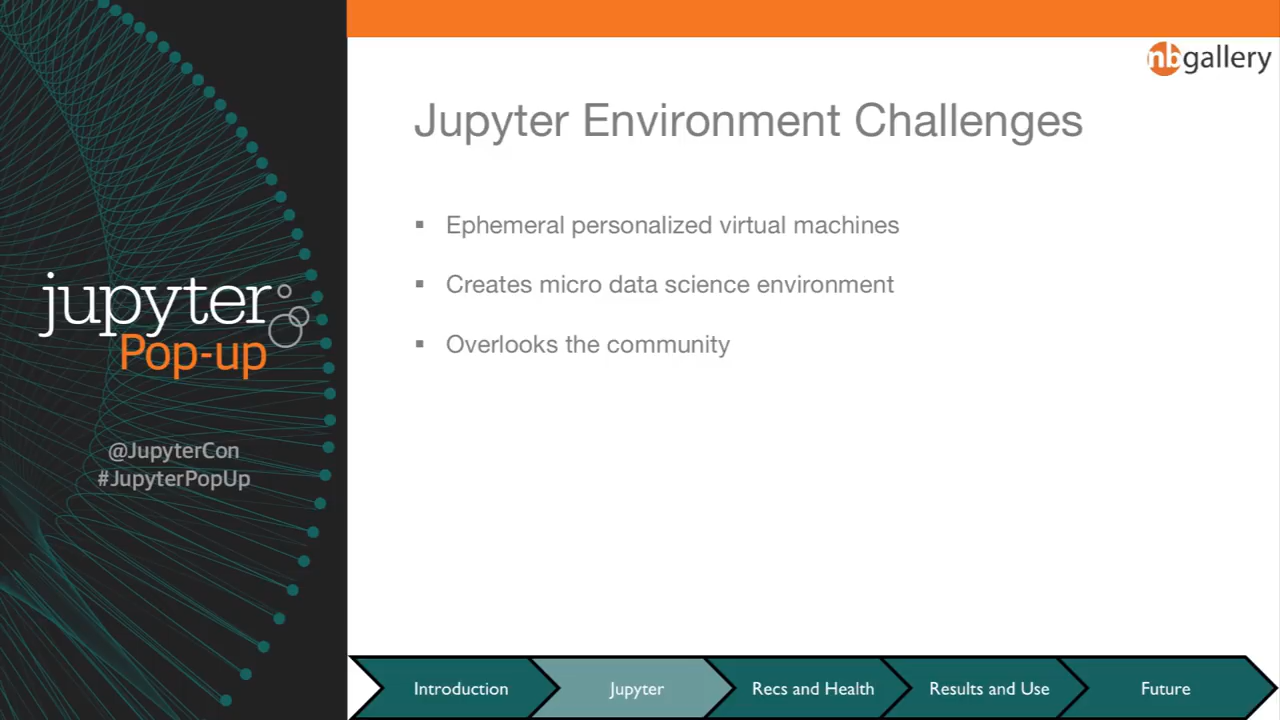 jupyter
Pop-up
@JupyterCon
#JupyterPopUp
nbgallery
Jupyter Environment Challenges
▪ Ephemeral personalized virtual machines
▪ Creates micro data science environment
▪ Overlooks the community
Introduction
Jupyter
Recs and Health
Results and Use
Future